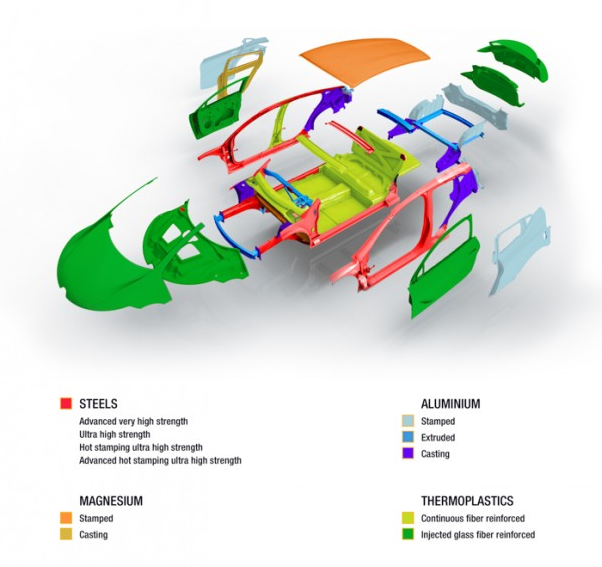 STEELS
Advanced very high strength
Ultra high strength
Hot stamping ultra high strength
Advanced hot stamping ultra high strength
MAGNESIUM
Stamped
Casting
ALUMINIUM
Stamped
Extruded
Casting
THERMOPLASTICS
Continuous fiber reinforced
Injected glass fiber reinforced